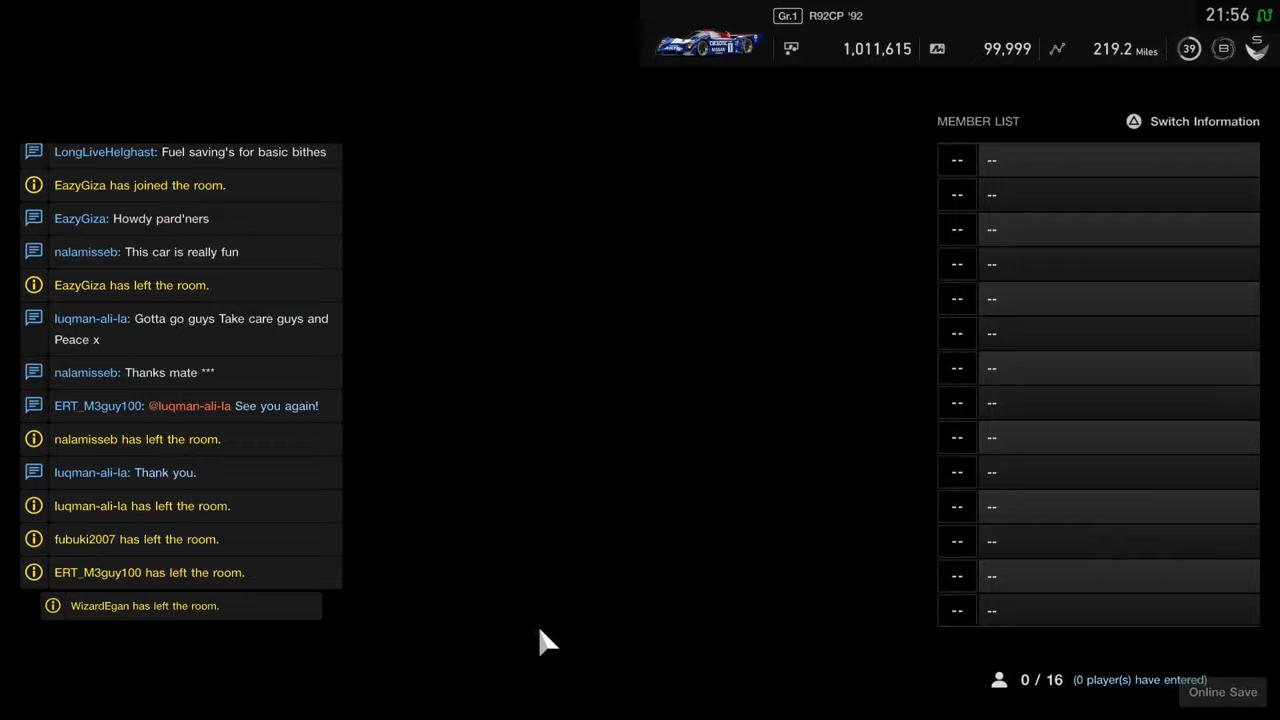 Gr.1 R92CP '92
21:56
1,011,615 99,999 219.2 Miles 39 B S
MEMBER LIST Switch Information
LongLiveHelghast: Fuel saving's for basic bithes
EazyGiza has joined the room.
EazyGiza: Howdy pard'ners
nalamisseb: This car is really fun
EazyGiza has left the room.
luqman-ali-la: Gotta go guys Take care guys and
Peace x
nalamisseb: Thanks mate ***
ERT_M3guy100: @luqman-ali-la See you again!
nalamisseb has left the room.
luqman-ali-la: Thank you.
luqman-ali-la has left the room.
fubuki2007 has left the room.
ERT_M3guy100 has left the room.
WizardEgan has left the room.
-- --
-- --
-- --
-- --
-- --
-- --
-- --
-- --
-- --
-- --
-- --
-- --
-- --
-- --
0 / 16 (0 player(s) have entered)
Online Save